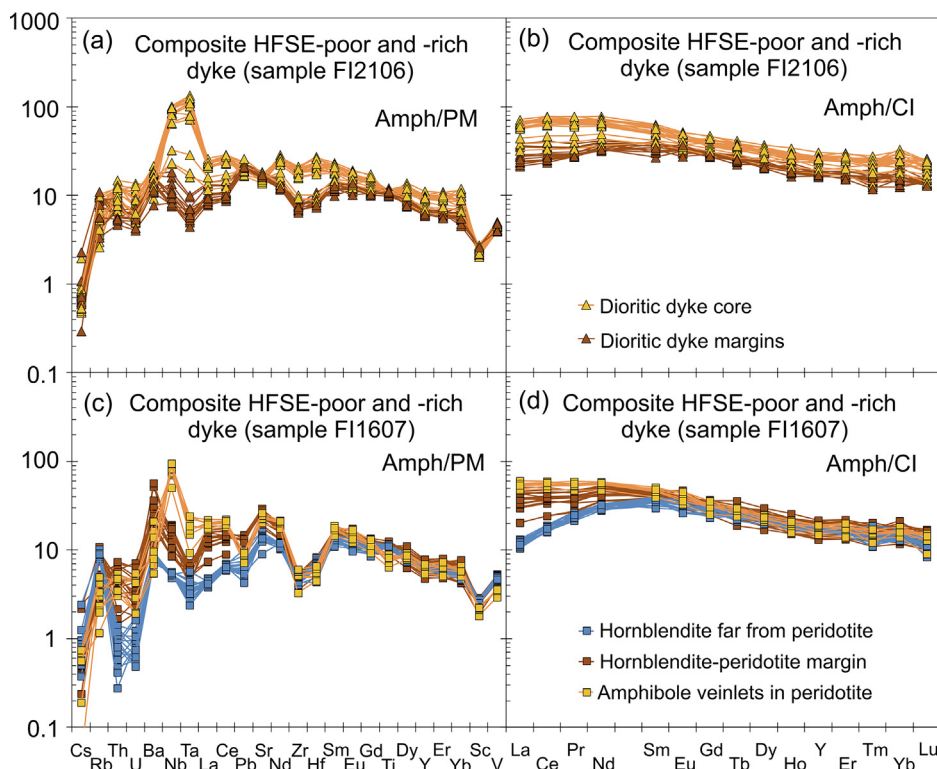 1000
100
10
1
0.1
(a)
Composite HFSE-poor and -rich
dyke (sample FI2106)
Amph/PM
(b)
Composite HFSE-poor and -rich
dyke (sample FI2106)
Amph/CI
Dioritic dyke core
Dioritic dyke margins
100
10
1
0.1
(c)
Composite HFSE-poor and -rich
dyke (sample FI1607)
Amph/PM
(d)
Composite HFSE-poor and -rich
dyke (sample FI1607)
Amph/CI
Hornblendite far from peridotite
Hornblendite-peridotite margin
Amphibole veinlets in peridotite
Cs Th Ba Ta Ce Sr Zr Sm Gd Dy Er Sc
Rb U Nb La Pb Nd Hf Eu Ti Y Yb V
La Pr Sm Gd Dy Y Tm Lu
Ce Nd Eu Tb Ho Er Yb